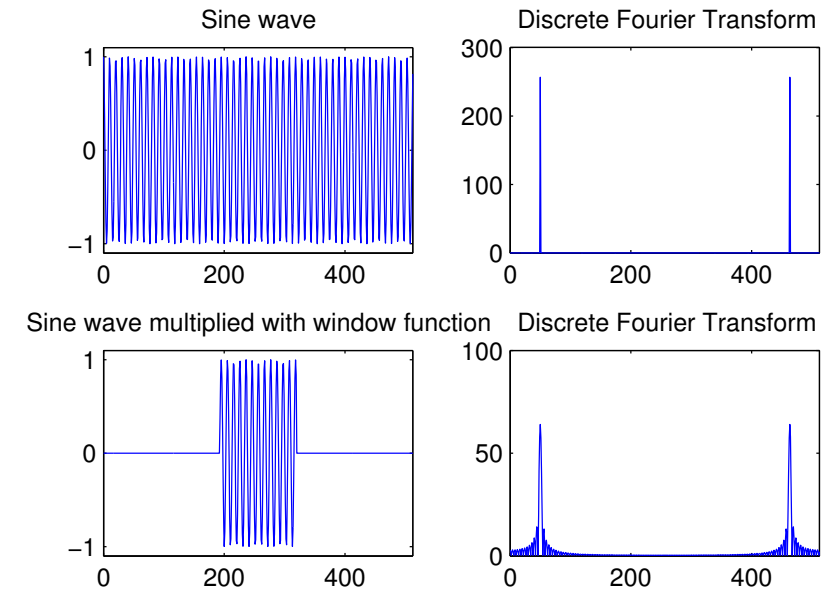 Sine wave
Discrete Fourier Transform
1
0
−1
0 200 400
300
200
100
0
0 200 400
Sine wave multiplied with window function
Discrete Fourier Transform
1
0
−1
0 200 400
100
50
0
0 200 400